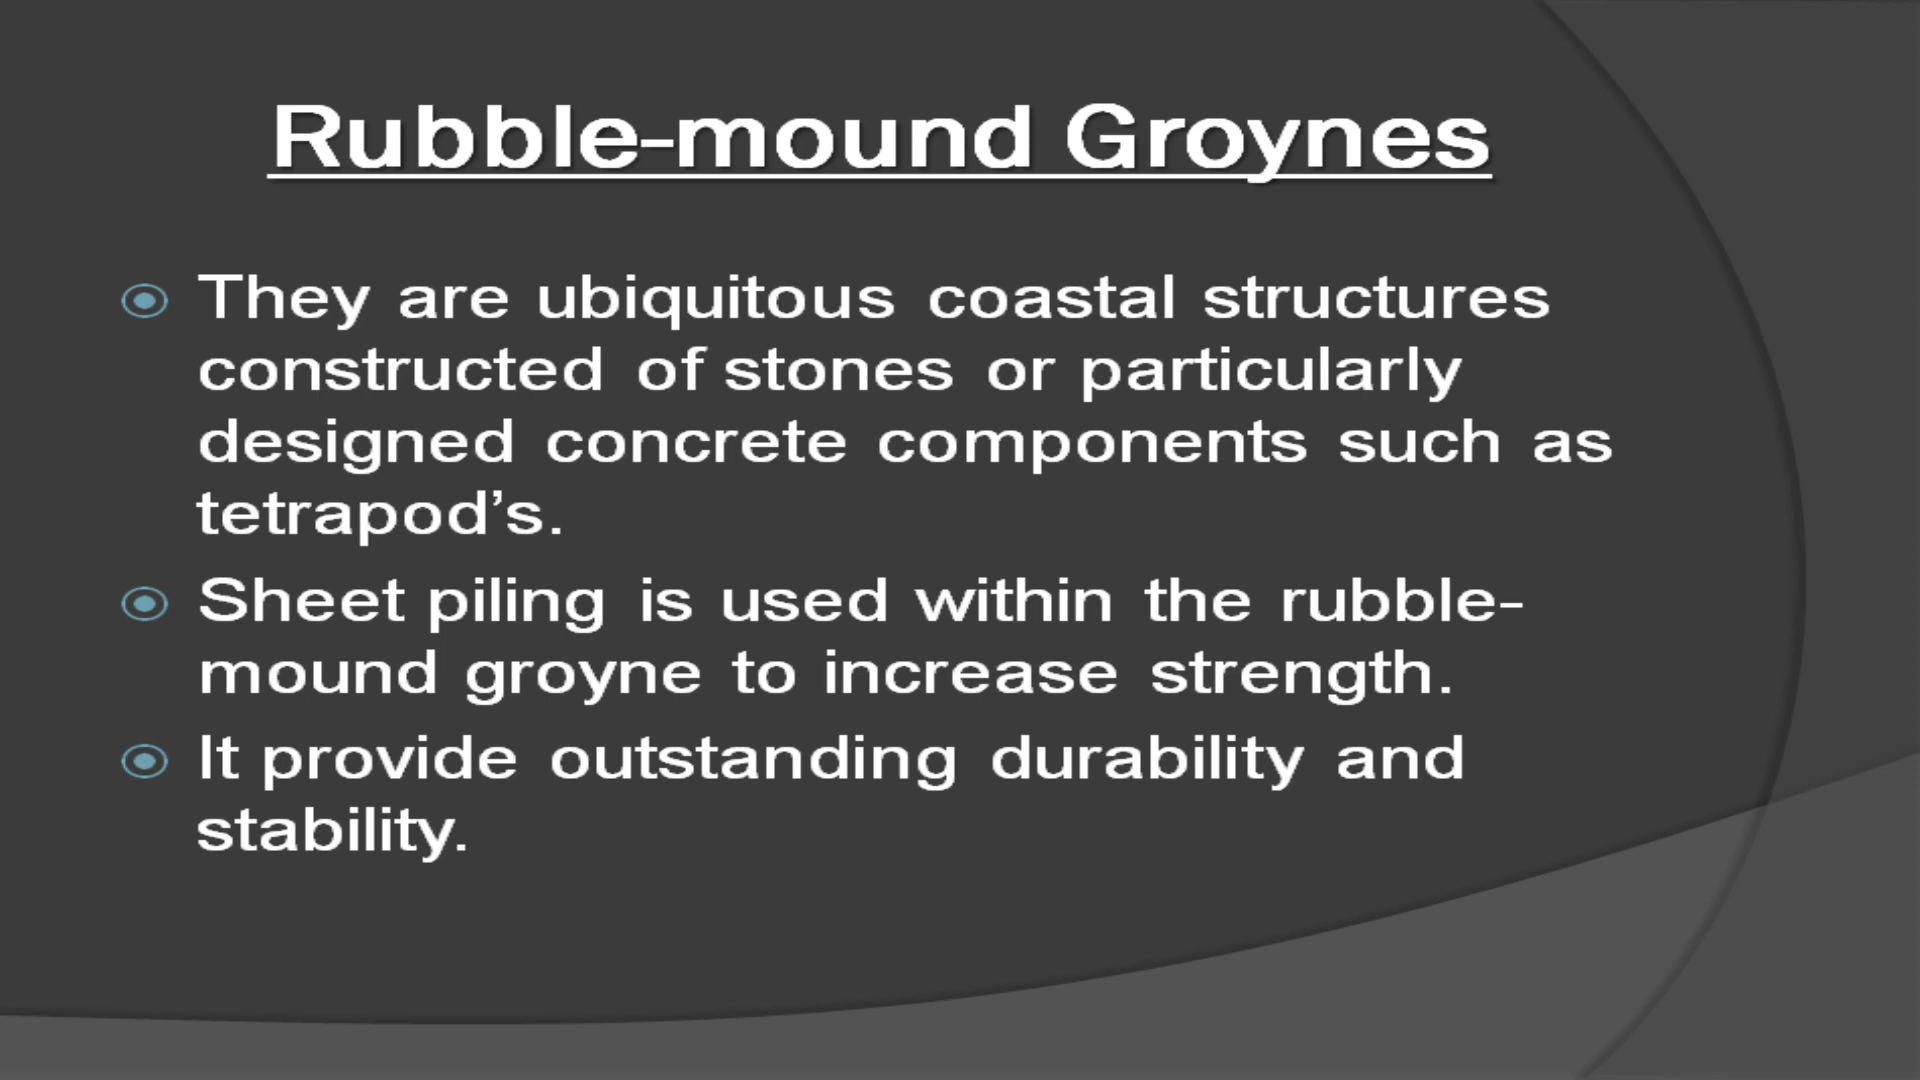 Rubble-mound Groynes
They are ubiquitous coastal structures
constructed of stones or particularly
designed concrete components such as
tetrapod’s.
Sheet piling is used within the rubble-
mound groyne to increase strength.
It provide outstanding durability and
stability.